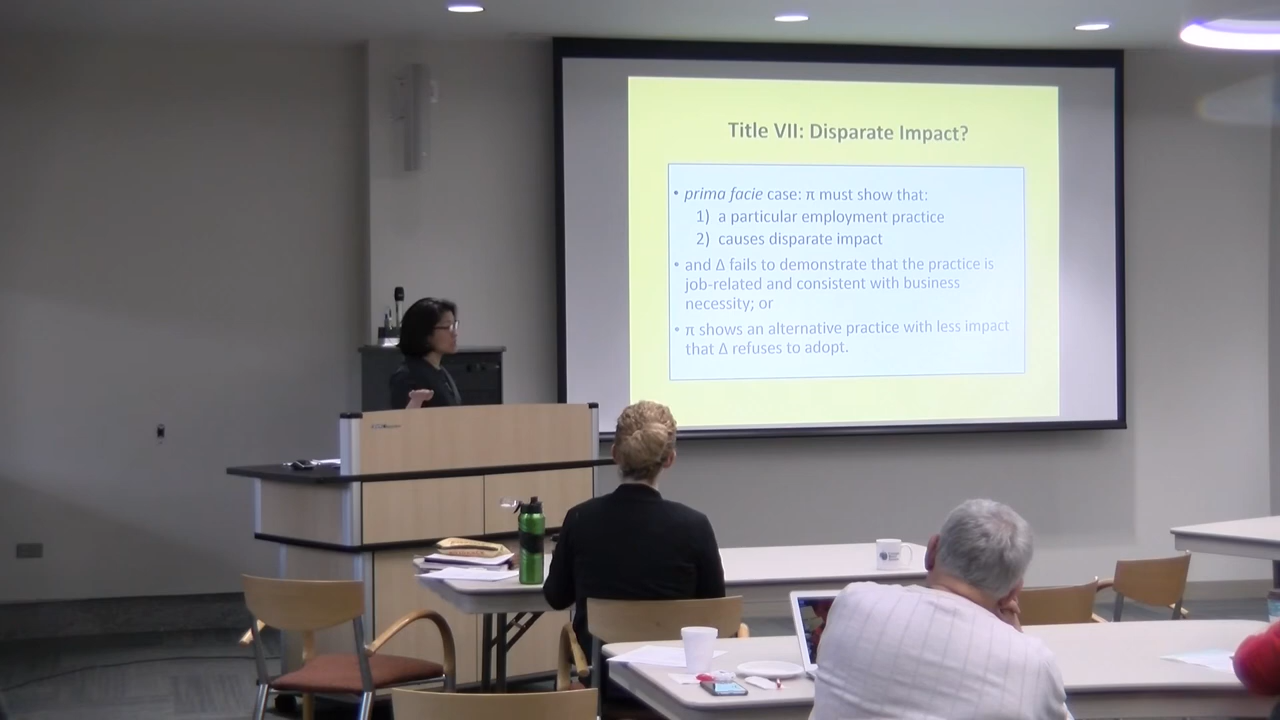 Title VII: Disparate Impact?
• prima facie case: π must show that:
1) a particular employment practice
2) causes disparate impact
• and Δ fails to demonstrate that the practice is
job-related and consistent with business
necessity; or
• π shows an alternative practice with less impact
that Δ refuses to adopt.